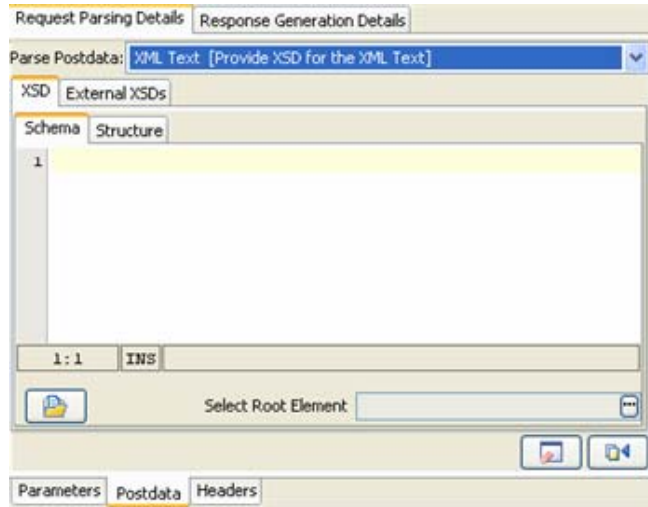 Request Parsing Details Response Generation Details
Parse Postdata: XML Text [Provide XSD for the XML Text]
XSD External XSDs
Schema Structure
1
1:1 INS
Select Root Element
Parameters Postdata Headers